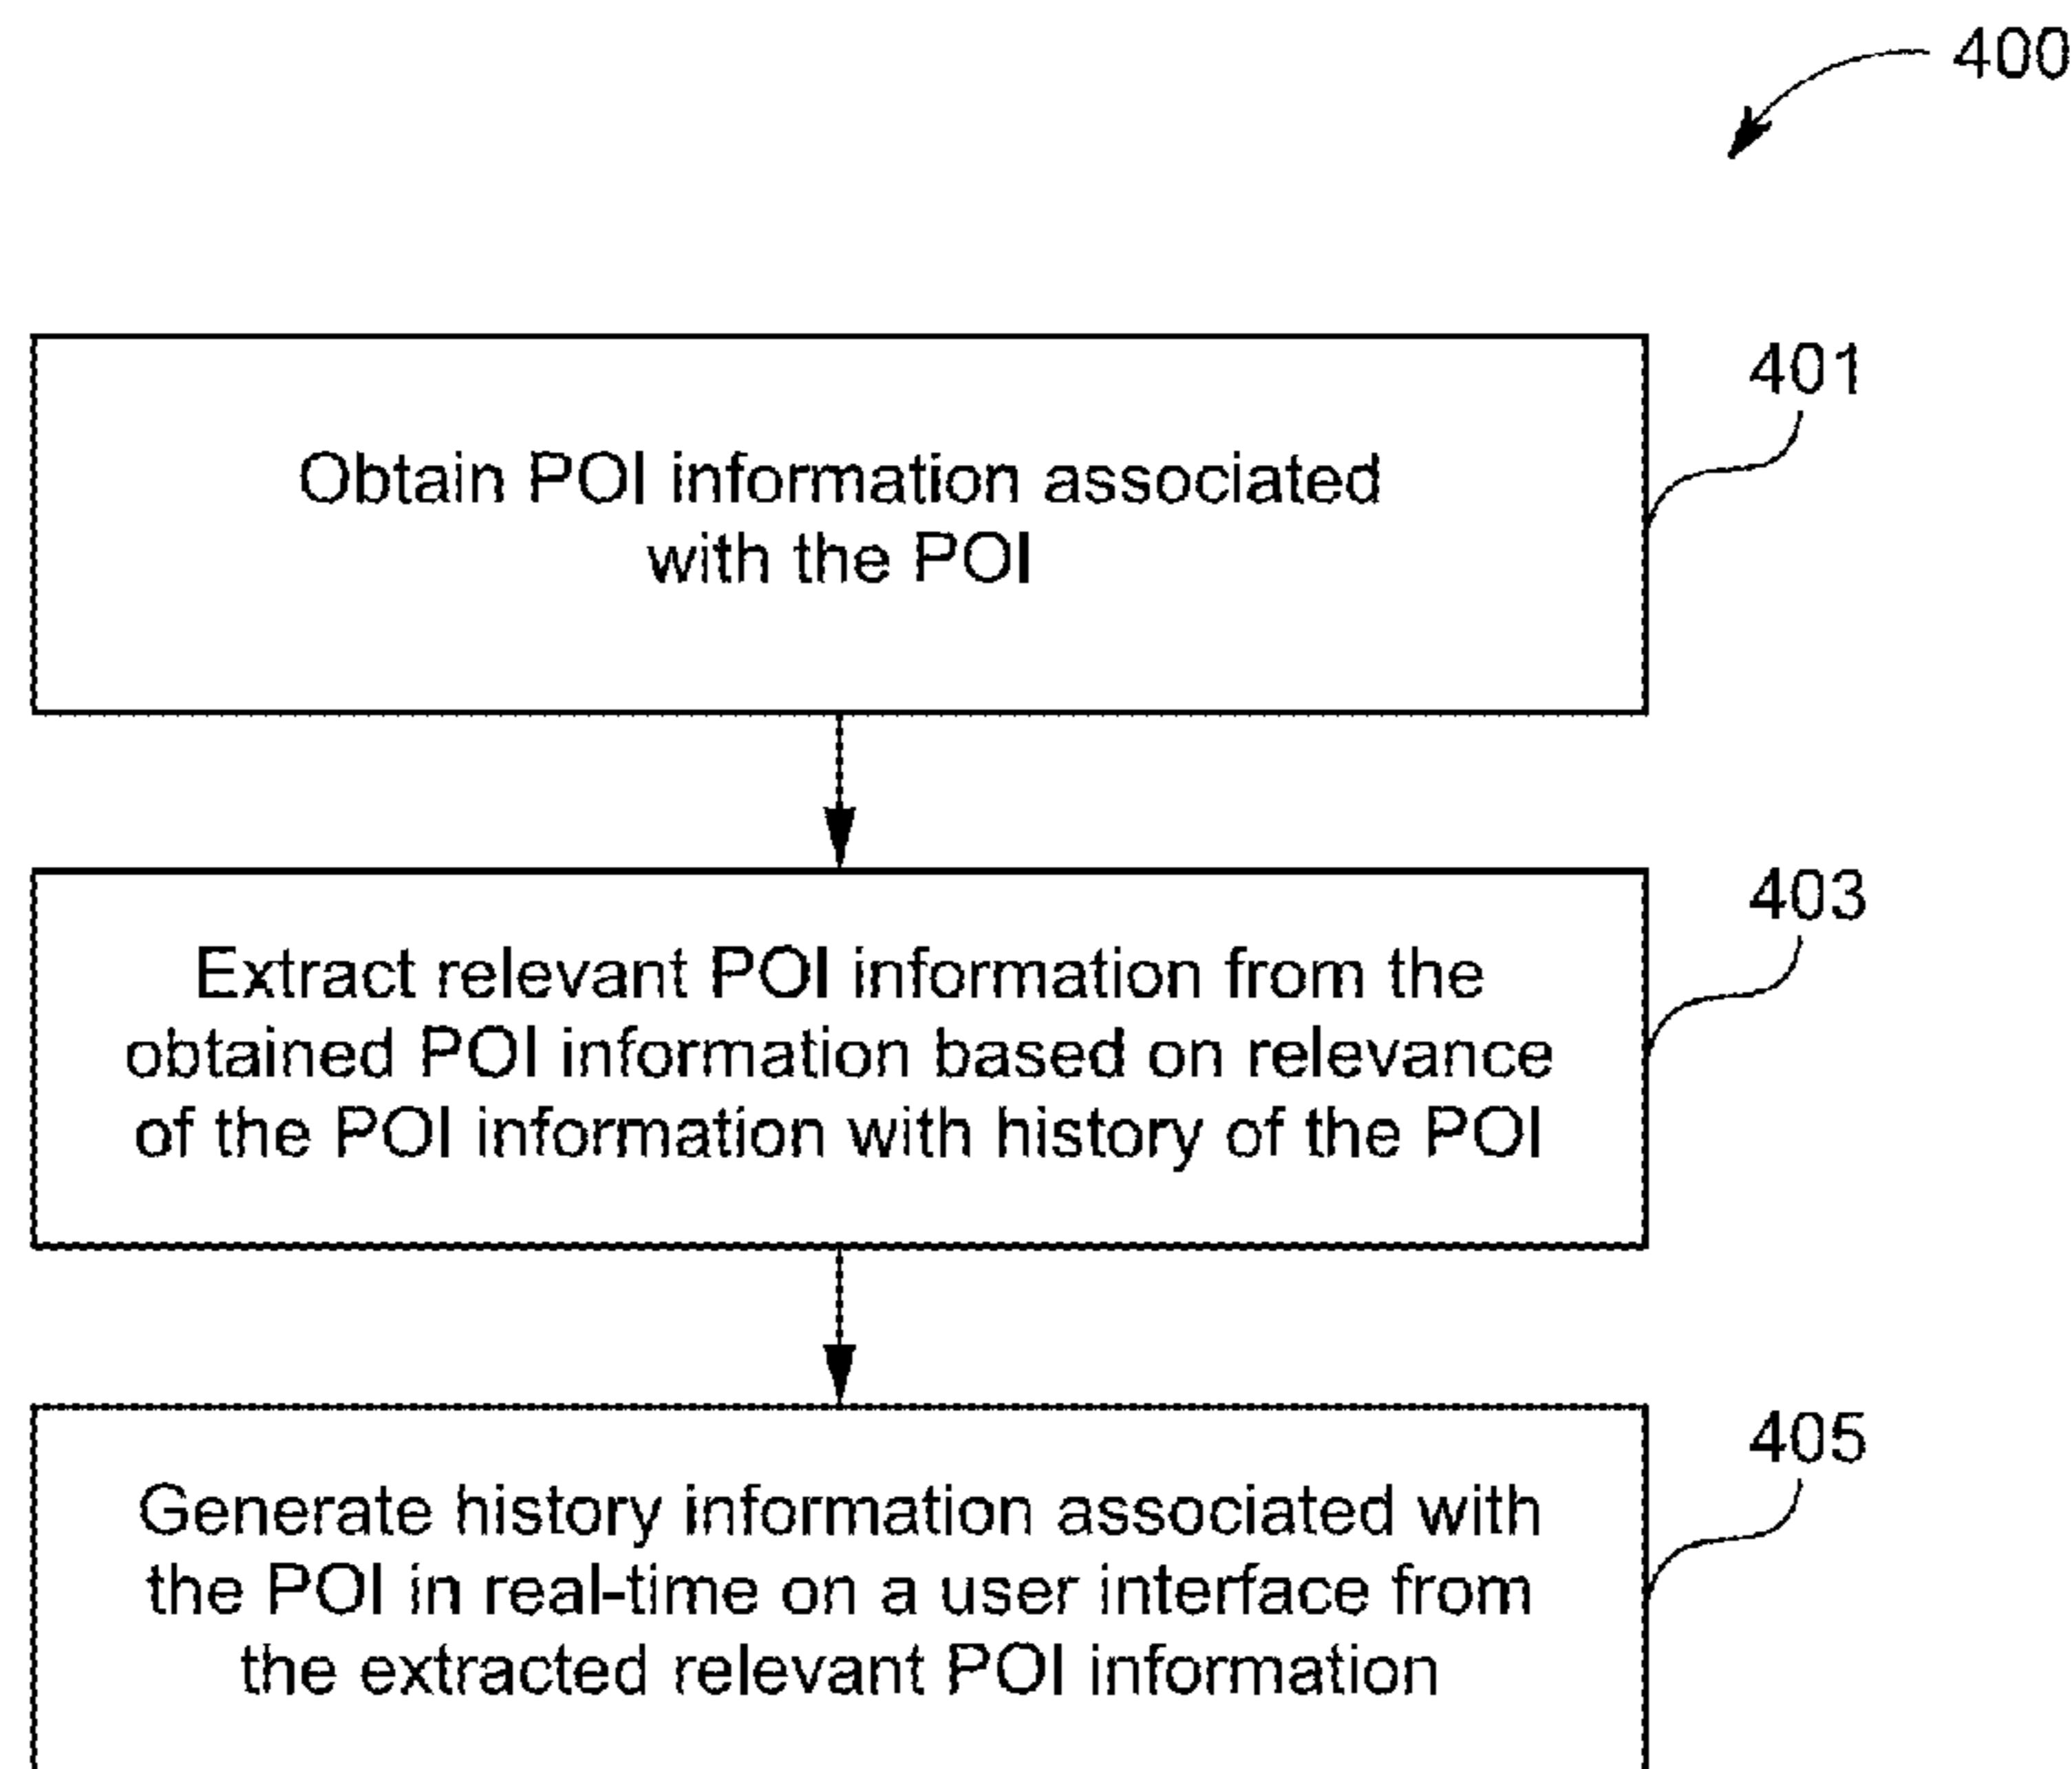 400
401
Obtain POI information associated
with the POI
403
Extract relevant POI information from the
obtained POI information based on relevance
of the POI information with history of the POI
405
Generate history information associated with
the POI in real-time on a user interface from
the extracted relevant POI information